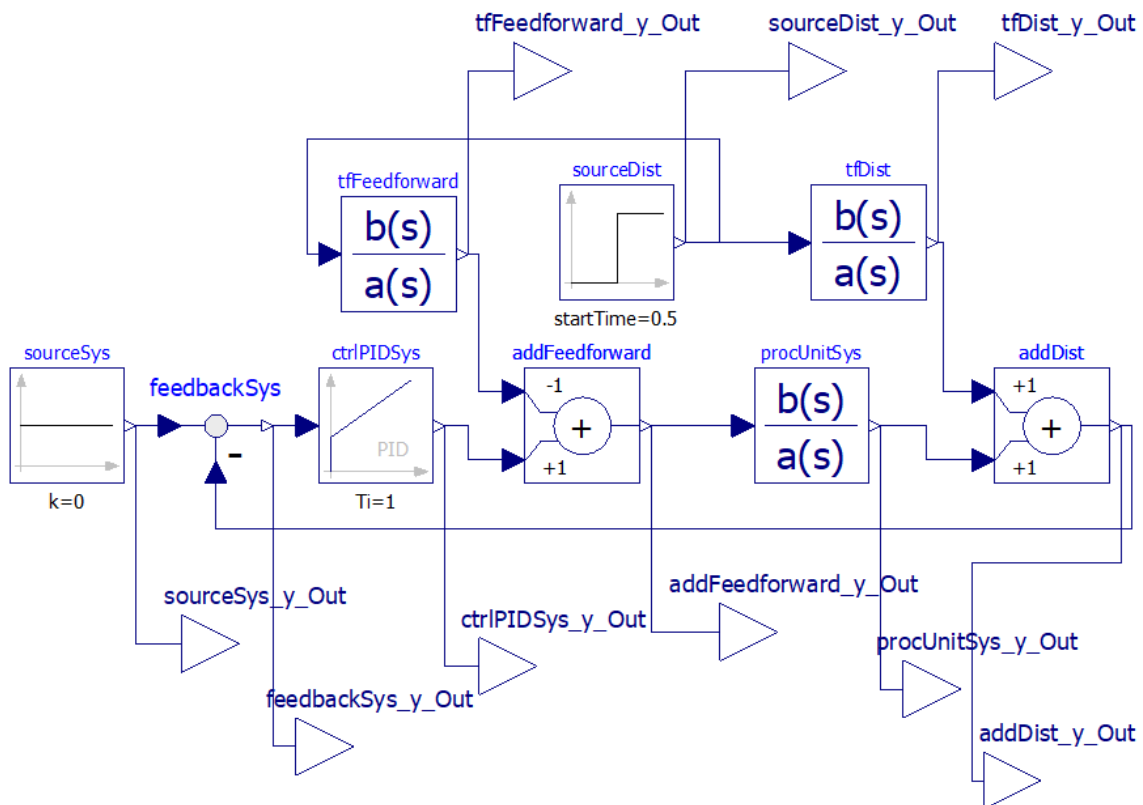 tfFeedforward_y_Out
sourceDist_y_Out
tfDist_y_Out
tfFeedforward
b(s)
a(s)
sourceDist
startTime=0.5
tfDist
b(s)
a(s)
sourceSys
k=0
feedbackSys
-
ctrlPIDSys
PID
Ti=1
addFeedforward
-1
+
+1
procUnitSys
b(s)
a(s)
addDist
+1
+
+1
sourceSys_y_Out
feedbackSys_y_Out
ctrlPIDSys_y_Out
addFeedforward_y_Out
procUnitSys_y_Out
addDist_y_Out